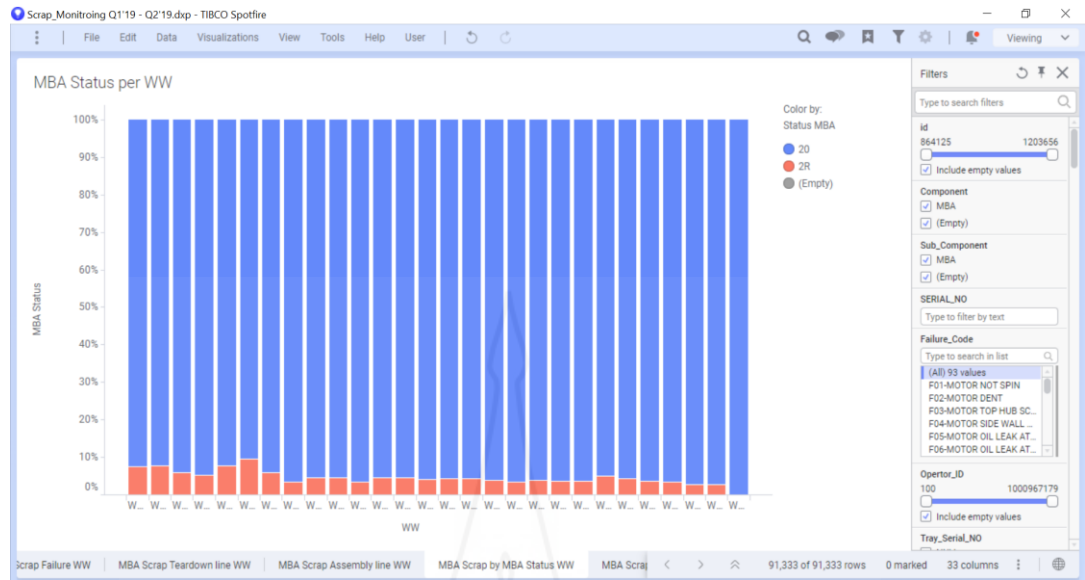 Scrap_Monitroing Q1'19 - Q2'19.dxp - TIBCO Spotfire
File Edit Data Visualizations View Tools Help User Viewing
MBA Status per WW
100%
90%
80%
70%
60%
50%
40%
30%
20%
10%
0%
MBA Status
W... W... W... W... W... W... W... W... W... W... W... W... W... W... W... W... W... W... W... W... W... W... W... W... W... W... W... W...
WW
Color by:
Status MBA
20
2R
(Empty)
Filters
Type to search filters
id
864125 1203656
Include empty values
Component
MBA
(Empty)
Sub_Component
MBA
(Empty)
SERIAL_NO
Type to filter by text
Failure_Code
Type to search in list
(All) 93 values
F01-MOTOR NOT SPIN
F02-MOTOR DENT
F03-MOTOR TOP HUB SC...
F04-MOTOR SIDE WALL ...
F05-MOTOR OIL LEAK AT...
F06-MOTOR OIL LEAK AT...
Opertor_ID
100 1000967179
Include empty values
Tray_Serial_NO
Scrap Failure WW MBA Scrap Teardown line WW MBA Scrap Assembly line WW MBA Scrap by MBA Status WW MBA Scrap 91,333 of 91,333 rows 0 marked 33 columns